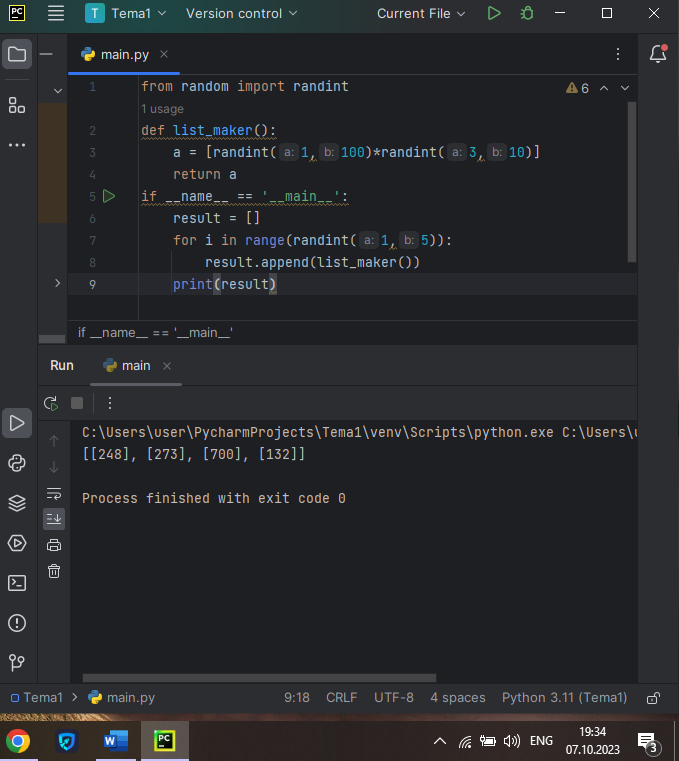 PC
T Tema1 Version control Current File
main.py
1 from random import randint 6
1 usage
2 def list_maker():
3 a = [randint( a: 1, b: 100)*randint( a: 3, b: 10)]
4 return a
5 if __name__ == '__main__':
6 result = []
7 for i in range(randint( a: 1, b: 5)):
8 result.append(list_maker())
9 print(result)
if __name__ == '__main__'
Run main
C:\Users\user\PycharmProjects\Tema1\venv\Scripts\python.exe C:\Users\
[[248], [273], [700], [132]]
Process finished with exit code 0
Tema1 > main.py 9:18 CRLF UTF-8 4 spaces Python 3.11 (Tema1)
W PC ENG 19:34 3
07.10.2023